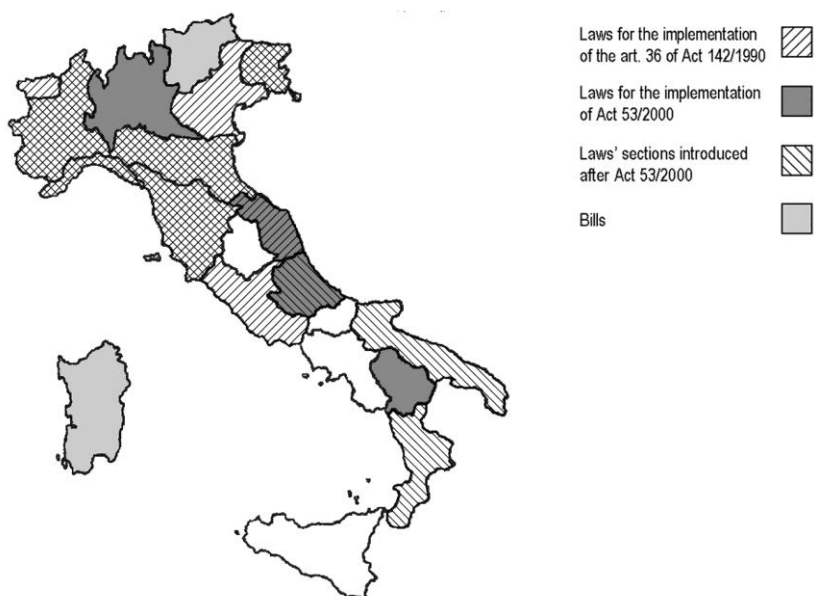 Laws for the implementation
of the art. 36 of Act 142/1990
Laws for the implementation
of Act 53/2000
Laws' sections introduced
after Act 53/2000
Bills